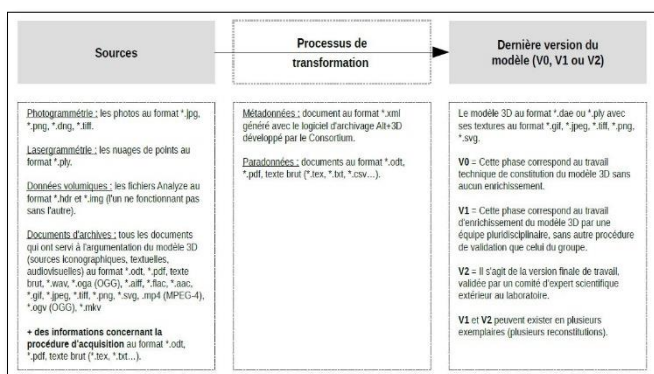 Sources
Processus de
transformation
Dernière version du
modèle (V0, V1 ou V2)
Photogrammétrie : les photos au format *.jpg,
*.png, *.dng, *.tiff.
Lasergrammétrie : les nuages de points au
format *.ply.
Données volumiques : les fichiers Analyze au
format *.hdr et *.img (l'un ne fonctionnant pas
sans l'autre).
Documents d'archives : tous les documents
qui ont servi à l'argumentation du modèle 3D
(sources iconographiques, textuelles,
audiovisuelles) au format *.odt, *.pdf, texte
brut, *.wav, *.oga (OGG), *.aiff, *.flac, *.aac,
*.gif, *.jpeg, *.tiff, *.png, *.svg, .mp4 (MPEG-4),
*.ogv (OGG), *.mkv
+ des informations concernant la
procédure d'acquisition au format *.odt,
*.pdf, texte brut (*.tex, *.txt…).
Métadonnées : document au format *.xml
généré avec le logiciel d'archivage Alt+3D
développé par le Consortium.
Paradonnées : documents au format *.odt,
*.pdf, texte brut (*.tex, *.txt, *.csv…).
Le modèle 3D au format *.dae ou *.ply avec
ses textures au format *.gif, *.jpeg, *.tiff, *.png,
*.svg.
V0 = Cette phase correspond au travail
technique de constitution du modèle 3D sans
aucun enrichissement.
V1 = Cette phase correspond au travail
d'enrichissement du modèle 3D par une
équipe pluridisciplinaire, sans autre procédure
de validation que celui du groupe.
V2 = Il s'agit de la version finale de travail,
validée par un comité d'expert scientifique
extérieur au laboratoire.
V1 et V2 peuvent exister en plusieurs
exemplaires (plusieurs reconstitutions).